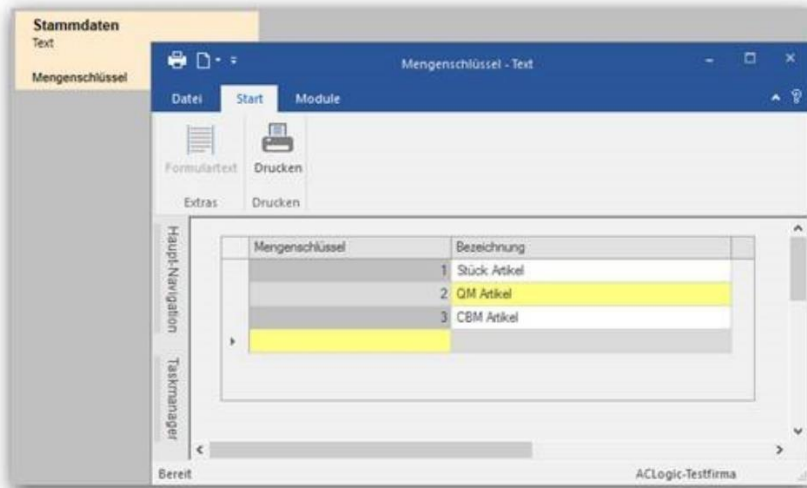 Stammdaten
Text
Mengenschlüssel
Mengenschlüssel - Text
Datei Start Module
Formulartext Drucken
Extras Drucken
Haupt-Navigation
Taskmanager
Mengenschlüssel Bezeichnung
1 Stück Artikel
2 QM Artikel
3 CBM Artikel
Bereit ACLogic-Testfirma